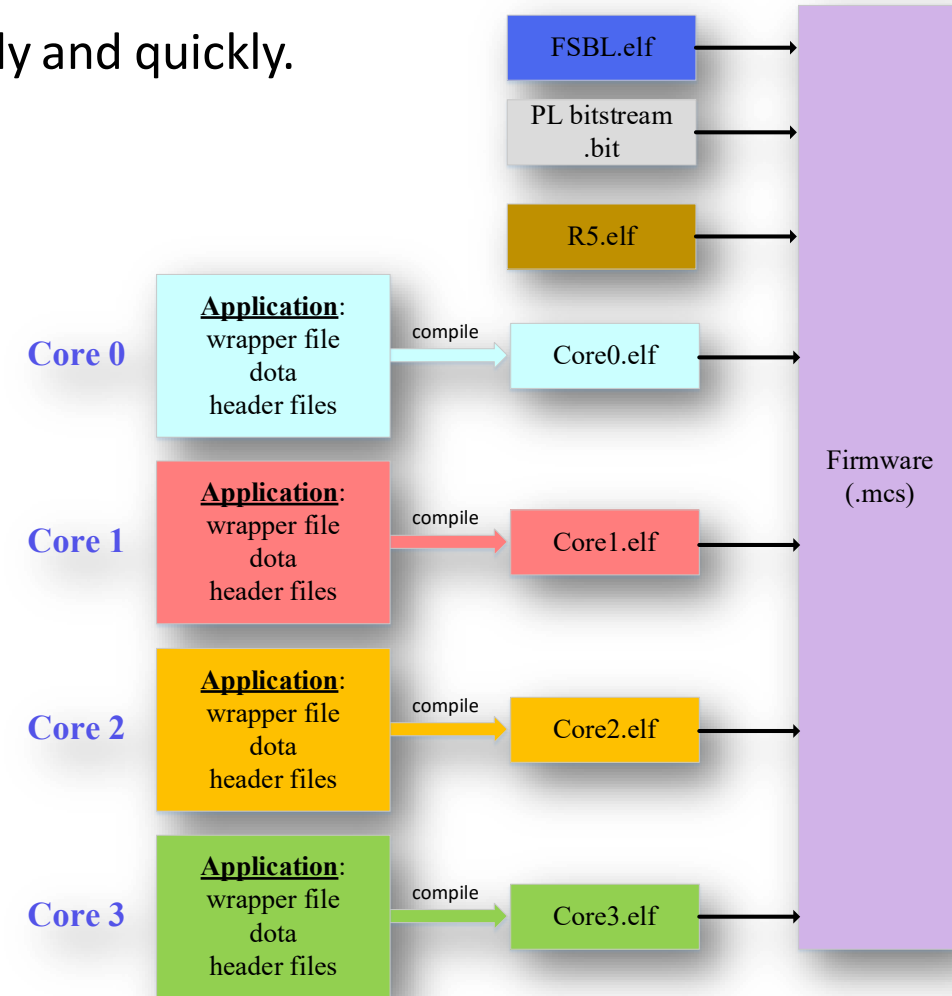 ly and quickly.
FSBL.elf
PL bitstream
.bit
R5.elf
Core 0
Application:
wrapper file
dota
header files
compile
Core0.elf
Core 1
Application:
wrapper file
dota
header files
compile
Core1.elf
Core 2
Application:
wrapper file
dota
header files
compile
Core2.elf
Core 3
Application:
wrapper file
dota
header files
compile
Core3.elf
Firmware
(.mcs)